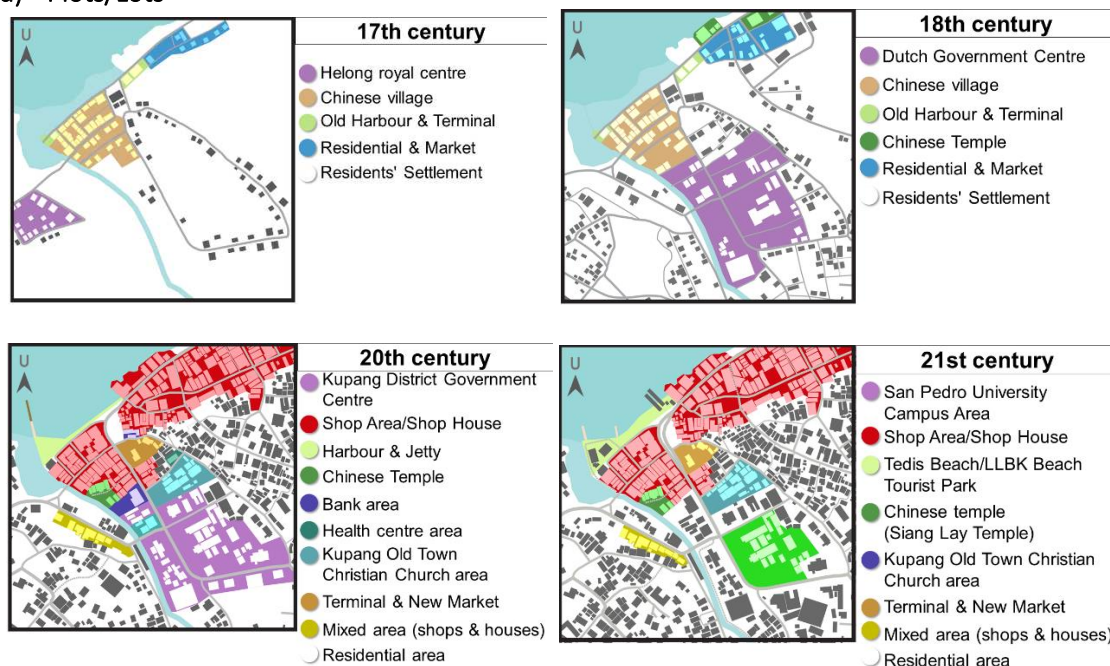 17th century
U
Helong royal centre
Chinese village
Old Harbour & Terminal
Residential & Market
Residents' Settlement
18th century
U
Dutch Government Centre
Chinese village
Old Harbour & Terminal
Chinese Temple
Residential & Market
Residents' Settlement
20th century
U
Kupang District Government
Centre
Shop Area/Shop House
Harbour & Jetty
Chinese Temple
Bank area
Health centre area
Kupang Old Town
Christian Church area
Terminal & New Market
Mixed area (shops & houses)
Residential area
21st century
U
San Pedro University
Campus Area
Shop Area/Shop House
Tedis Beach/LLBK Beach
Tourist Park
Chinese temple
(Siang Lay Temple)
Kupang Old Town Christian
Church area
Terminal & New Market
Mixed area (shops & houses)
Residential area